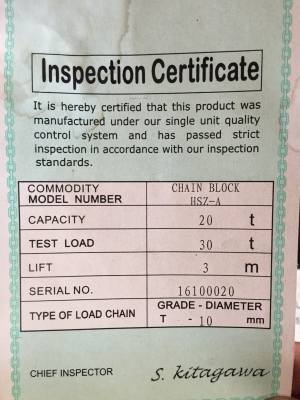 Inspection Certificate
It is hereby certified that this product was
manufactured under our single unit quality
control system and has passed strict
inspection in accordance with our inspection
standards.
COMMODITY CHAIN BLOCK
MODEL NUMBER HSZ-A
CAPACITY 20 t
TEST LOAD 30 t
LIFT 3 m
SERIAL NO. 16100020
TYPE OF LOAD CHAIN GRADE - DIAMETER
T - 10 mm
CHIEF INSPECTOR S. kitagawa